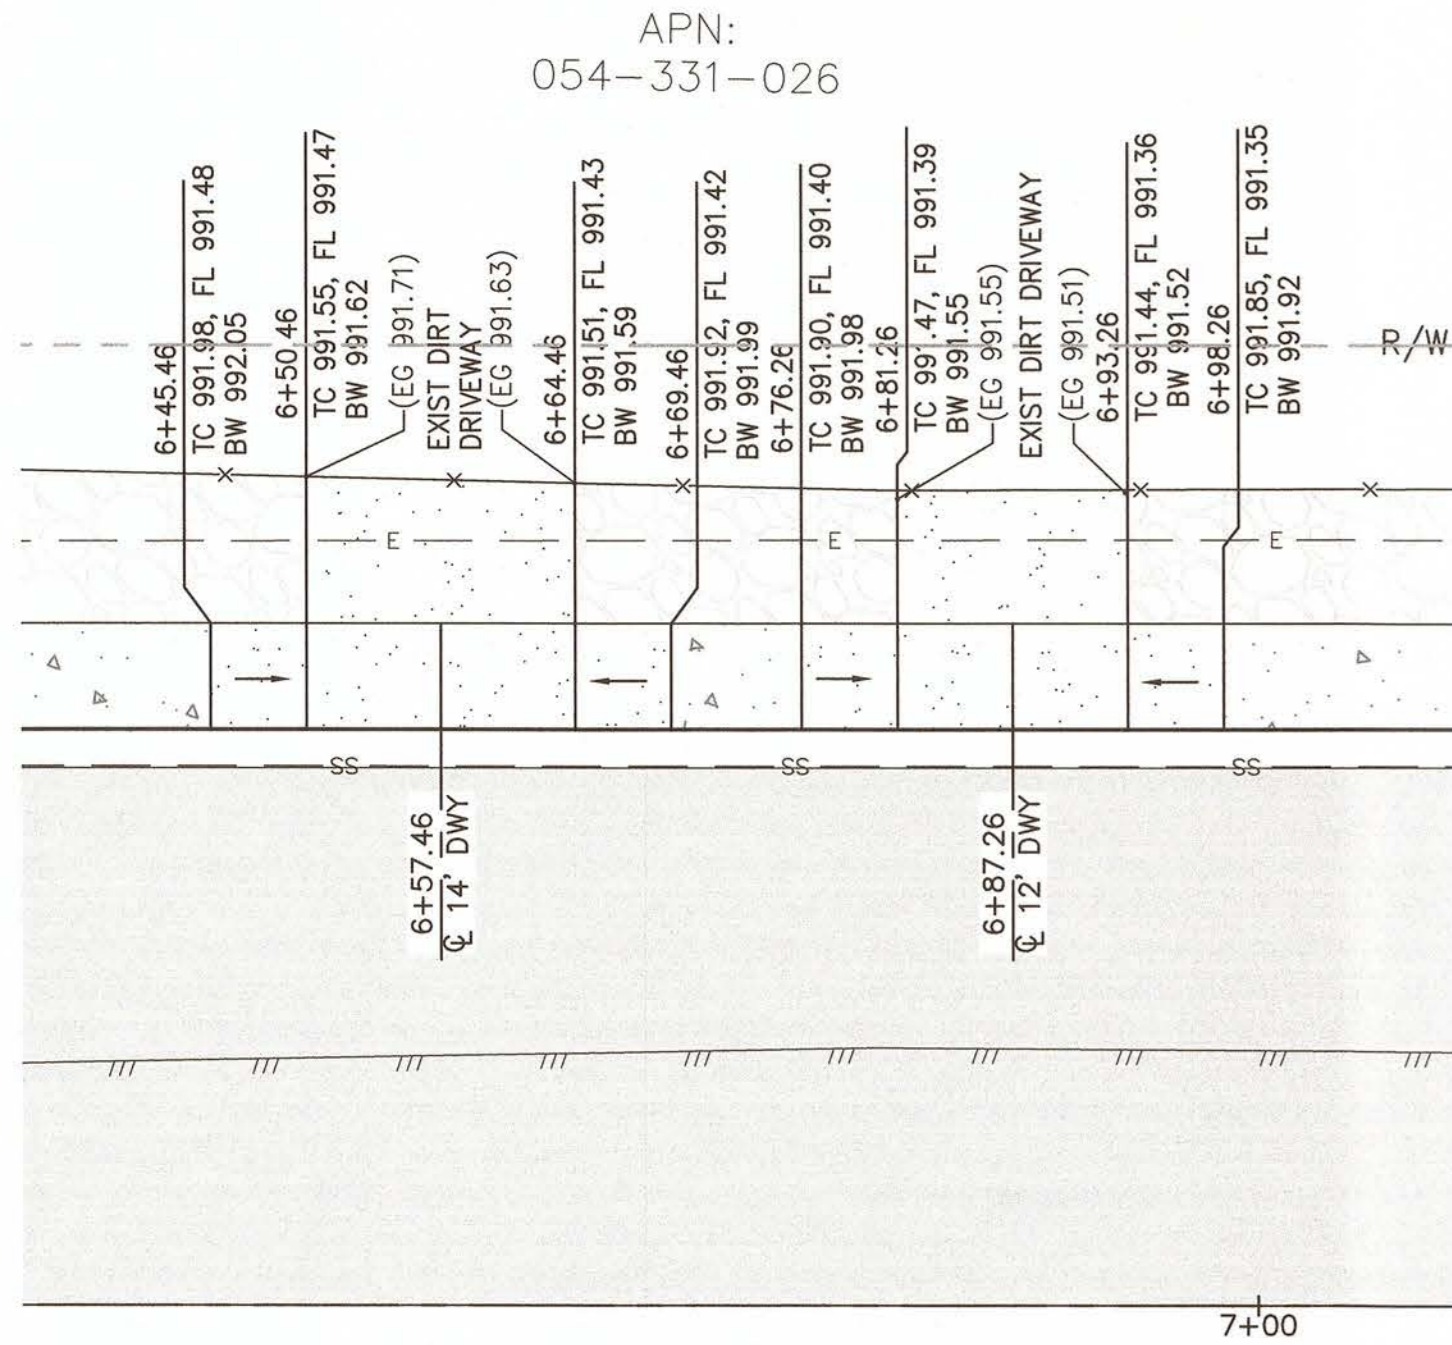 APN:
054-331-026
6+45.46
TC 991.98, FL 991.48
BW 992.05
6+50.46
TC 991.55, FL 991.47
BW 991.62
(EG 991.71)
EXIST DIRT
DRIVEWAY
(EG 991.63)
6+64.46
TC 991.51, FL 991.43
BW 991.59
6+69.46
TC 991.92, FL 991.42
BW 991.99
6+76.26
TC 991.90, FL 991.40
BW 991.98
6+81.26
TC 991.47, FL 991.39
BW 991.55
(EG 991.55)
EXIST DIRT DRIVEWAY
(EG 991.51)
6+93.26
TC 991.44, FL 991.36
BW 991.52
6+98.26
TC 991.85, FL 991.35
BW 991.92
R/W
E
E
E
SS
SS
SS
6+57.46
℄ 14' DWY
6+87.26
℄ 12' DWY
7+00